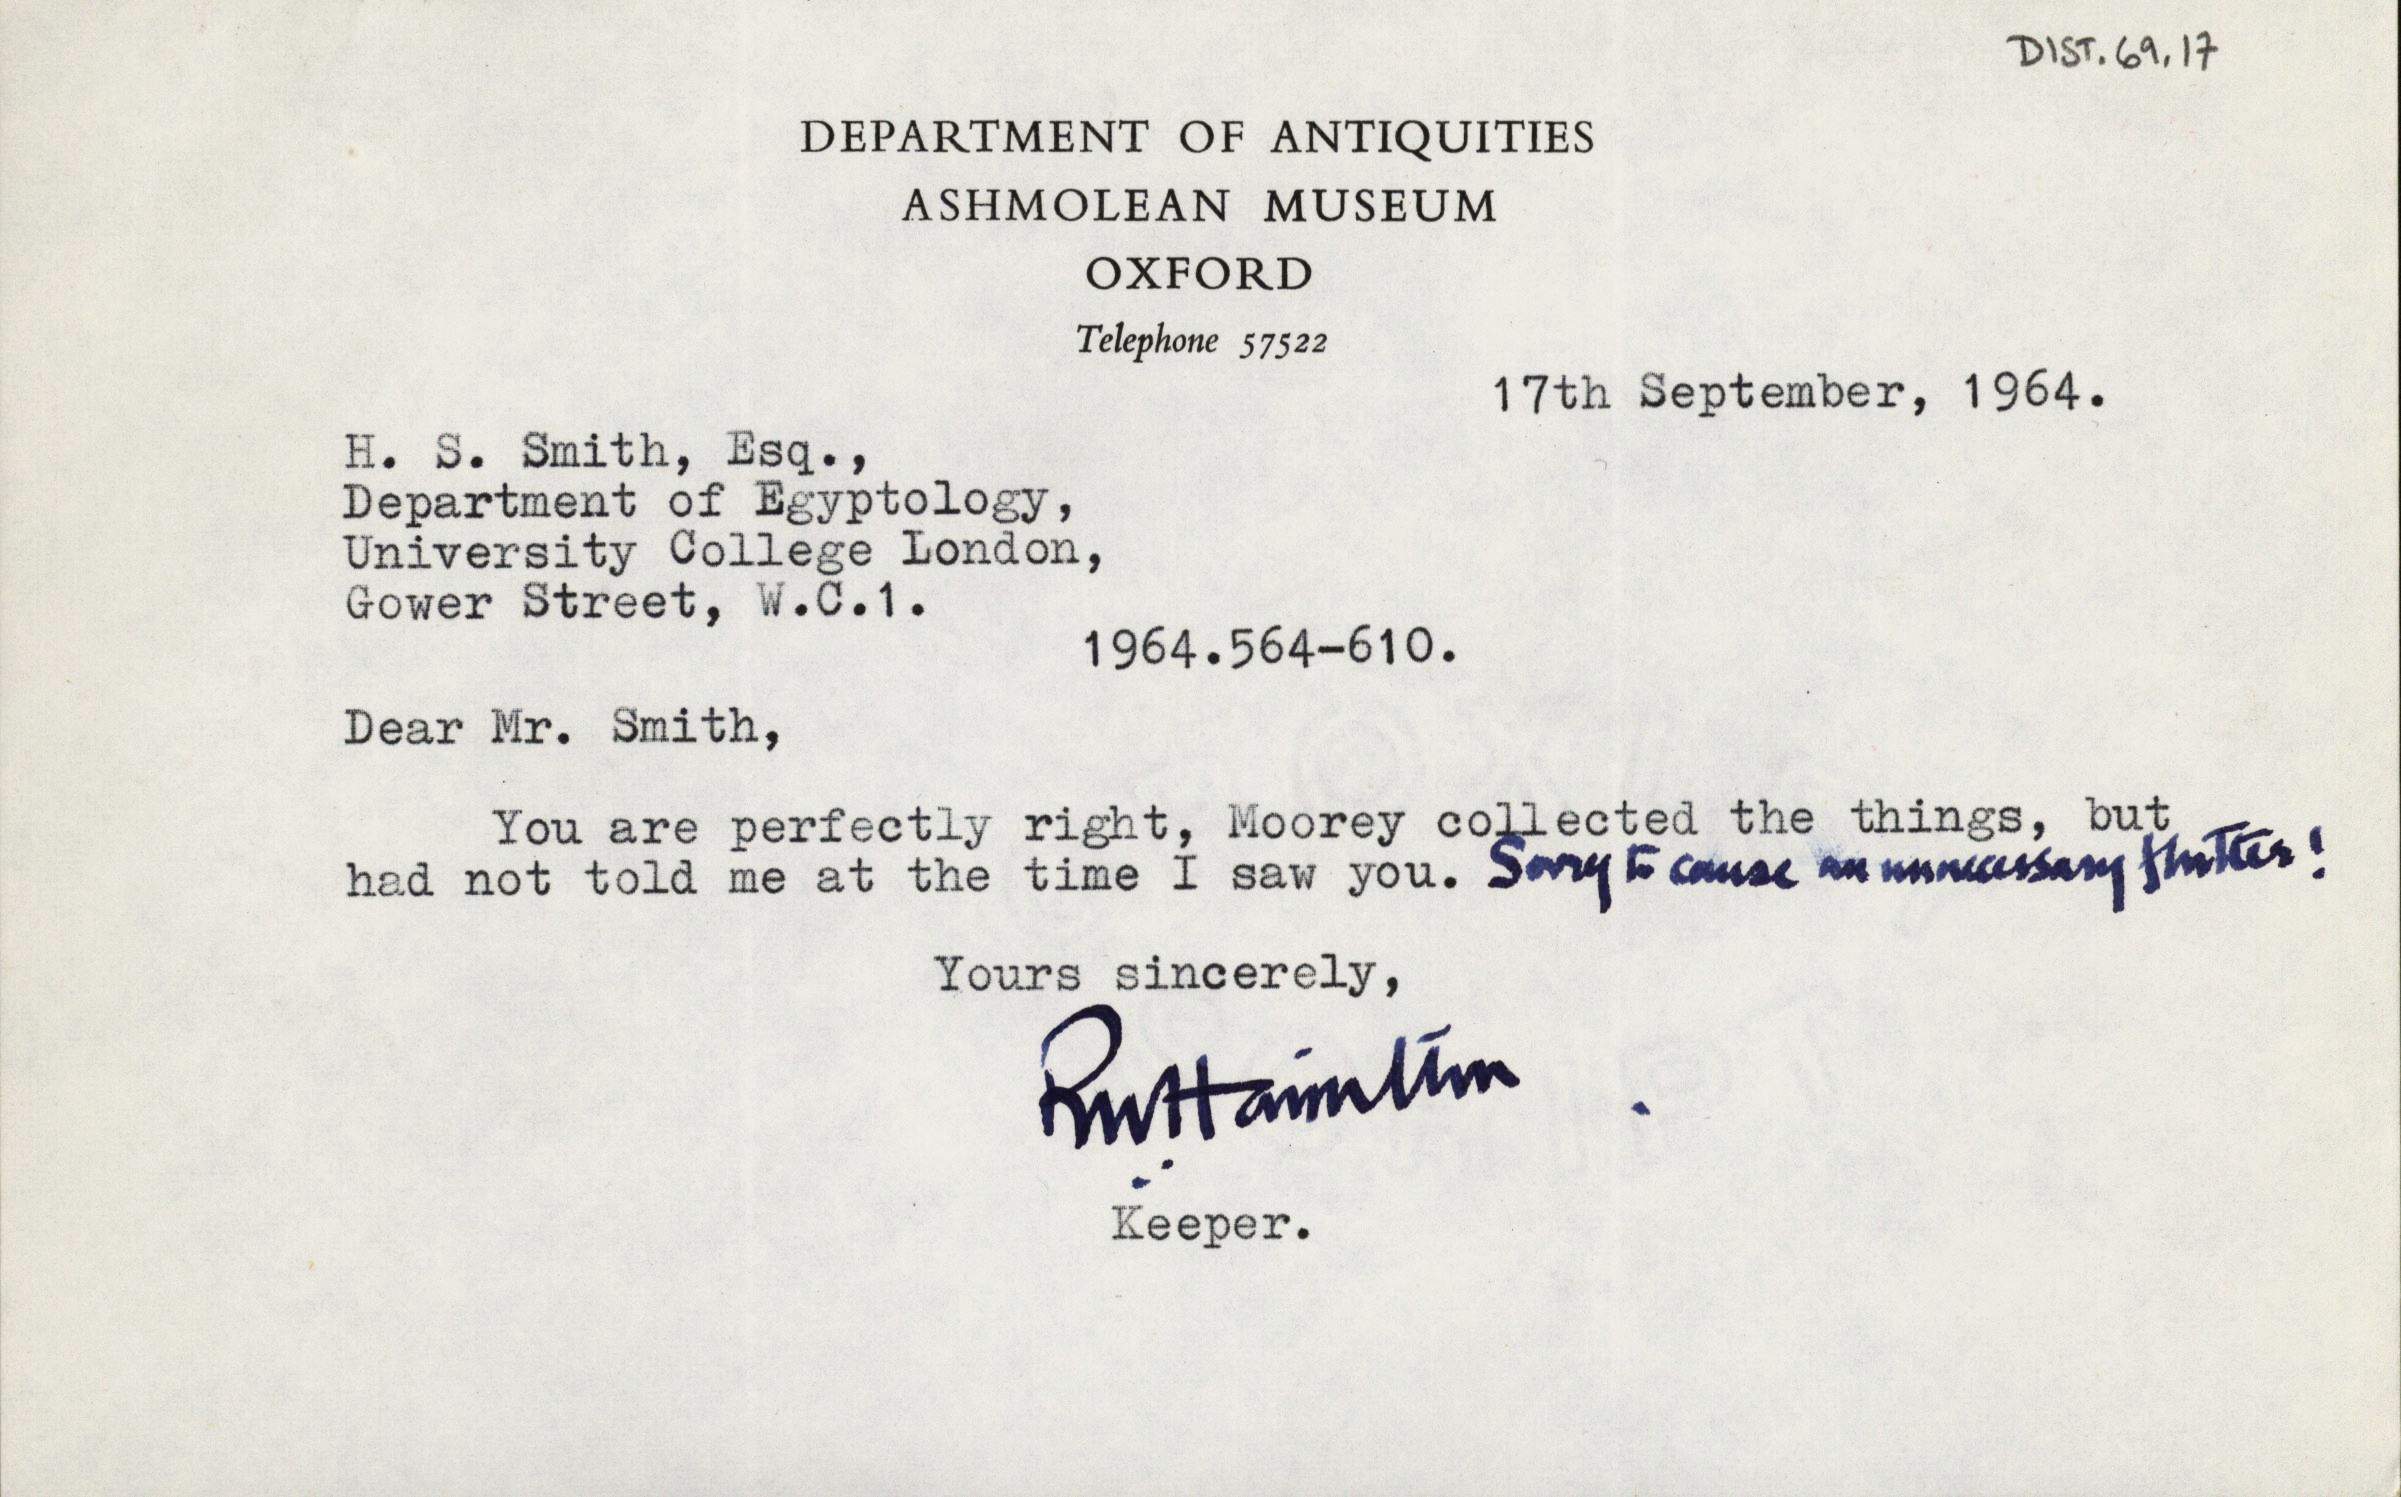 DIST.69.17
DEPARTMENT OF ANTIQUITIES
ASHMOLEAN MUSEUM
OXFORD
Telephone 57522
17th September, 1964.
H. S. Smith, Esq.,
Department of Egyptology,
University College London,
Gower Street, W.C.1.
1964.564-610.
Dear Mr. Smith,
You are perfectly right, Moorey collected the things, but
had not told me at the time I saw you. Sorry to cause an unnecessary flutter!
Yours sincerely,
RWHamilton
Keeper.